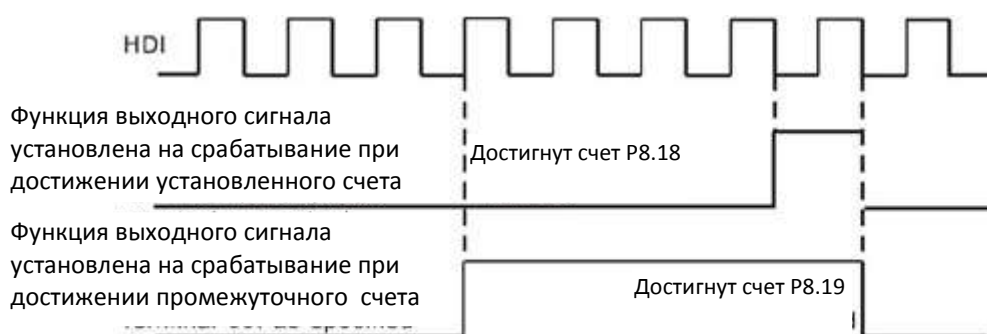 HDI
Функция выходного сигнала
установлена на срабатывание при
достижении установленного счета
Достигнут счет P8.18
Функция выходного сигнала
установлена на срабатывание при
достижении промежуточного счета
Достигнут счет P8.19